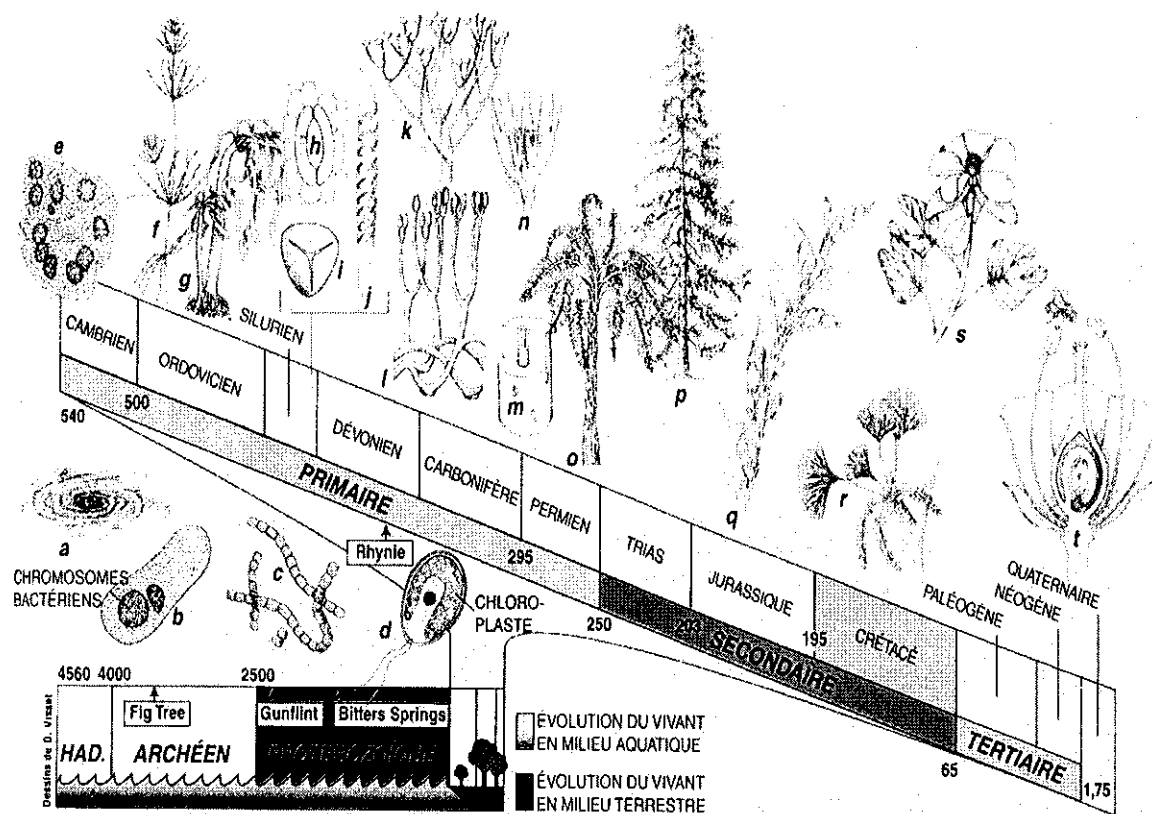 e
f
g
h
i
j
k
l
m
n
o
p
q
r
s
t
CAMBRIEN
ORDOVICIEN
SILURIEN
DÉVONIEN
CARBONIFÈRE
PERMIEN
TRIAS
JURASSIQUE
CRÉTACÉ
PALÉOGÈNE
NÉOGÈNE
QUATERNAIRE
540
500
PRIMAIRE
295
250
203
SECONDAIRE
195
65
TERTIAIRE
1,75
Rhynie
a
CHROMOSOMES
BACTÉRIENS
b
c
d
CHLORO-
PLASTE
4560
4000
2500
Fig Tree
Gunflint
Bitters Springs
HAD.
ARCHÉEN
Dessins de D. Visset
ÉVOLUTION DU VIVANT
EN MILIEU AQUATIQUE
ÉVOLUTION DU VIVANT
EN MILIEU TERRESTRE